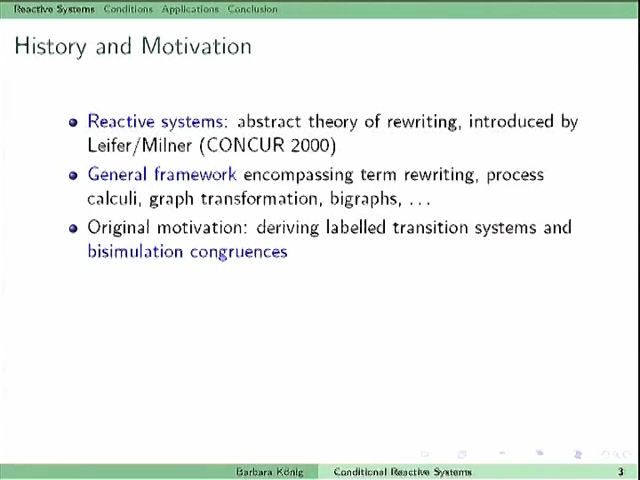 Reactive Systems Conditions Applications Conclusion
History and Motivation
Reactive systems: abstract theory of rewriting, introduced by
Leifer/Milner (CONCUR 2000)
General framework encompassing term rewriting, process
calculi, graph transformation, bigraphs, ...
Original motivation: deriving labelled transition systems and
bisimulation congruences
Barbara König Conditional Reactive Systems 3